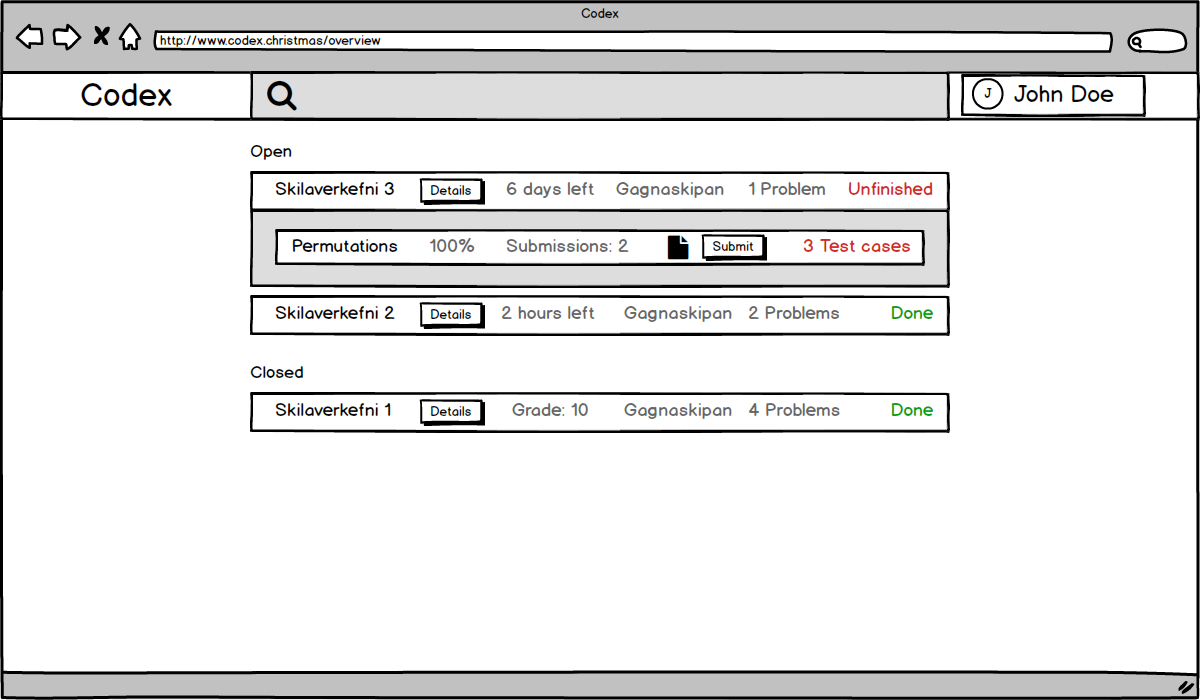 Codex
http://www.codex.christmas/overview
Codex J John Doe
Open
Skilaverkefni 3 Details 6 days left Gagnaskipan 1 Problem Unfinished
Permutations 100% Submissions: 2 Submit 3 Test cases
Skilaverkefni 2 Details 2 hours left Gagnaskipan 2 Problems Done
Closed
Skilaverkefni 1 Details Grade: 10 Gagnaskipan 4 Problems Done